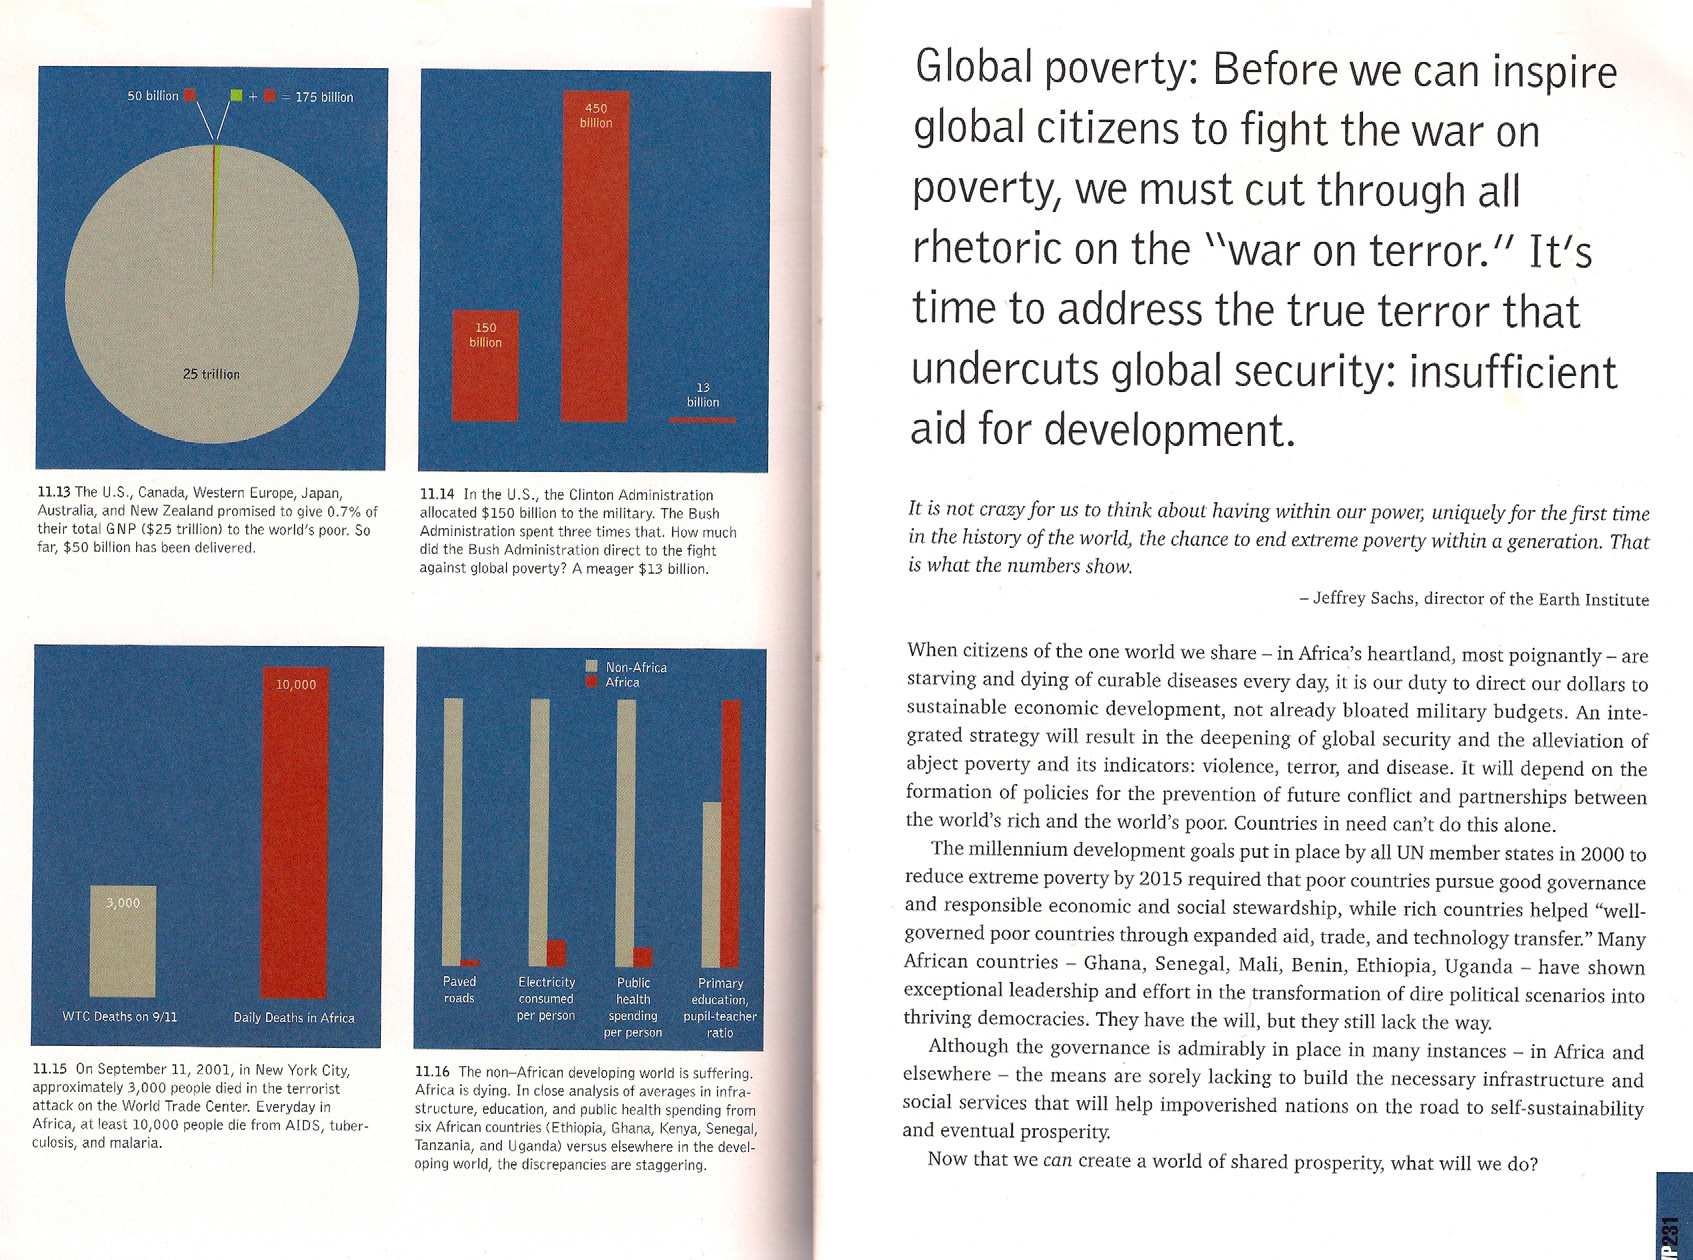 50 billion
+ = 175 billion
25 trillion
11.13 The U.S., Canada, Western Europe, Japan,
Australia, and New Zealand promised to give 0.7% of
their total GNP ($25 trillion) to the world's poor. So
far, $50 billion has been delivered.
450
billion
150
billion
13
billion
11.14 In the U.S., the Clinton Administration
allocated $150 billion to the military. The Bush
Administration spent three times that. How much
did the Bush Administration direct to the fight
against global poverty? A meager $13 billion.
10,000
3,000
WTC Deaths on 9/11
Daily Deaths in Africa
11.15 On September 11, 2001, in New York City,
approximately 3,000 people died in the terrorist
attack on the World Trade Center. Everyday in
Africa, at least 10,000 people die from AIDS, tuber-
culosis, and malaria.
Non-Africa
Africa
Paved
roads
Electricity
consumed
per person
Public
health
spending
per person
Primary
education,
pupil-teacher
ratio
11.16 The non–African developing world is suffering.
Africa is dying. In close analysis of averages in infra-
structure, education, and public health spending from
six African countries (Ethiopia, Ghana, Kenya, Senegal,
Tanzania, and Uganda) versus elsewhere in the devel-
oping world, the discrepancies are staggering.
Global poverty: Before we can inspire
global citizens to fight the war on
poverty, we must cut through all
rhetoric on the "war on terror." It's
time to address the true terror that
undercuts global security: insufficient
aid for development.
It is not crazy for us to think about having within our power, uniquely for the first time
in the history of the world, the chance to end extreme poverty within a generation. That
is what the numbers show.
– Jeffrey Sachs, director of the Earth Institute
When citizens of the one world we share – in Africa's heartland, most poignantly – are
starving and dying of curable diseases every day, it is our duty to direct our dollars to
sustainable economic development, not already bloated military budgets. An inte-
grated strategy will result in the deepening of global security and the alleviation of
abject poverty and its indicators: violence, terror, and disease. It will depend on the
formation of policies for the prevention of future conflict and partnerships between
the world's rich and the world's poor. Countries in need can't do this alone.
The millennium development goals put in place by all UN member states in 2000 to
reduce extreme poverty by 2015 required that poor countries pursue good governance
and responsible economic and social stewardship, while rich countries helped “well-
governed poor countries through expanded aid, trade, and technology transfer.” Many
African countries – Ghana, Senegal, Mali, Benin, Ethiopia, Uganda – have shown
exceptional leadership and effort in the transformation of dire political scenarios into
thriving democracies. They have the will, but they still lack the way.
Although the governance is admirably in place in many instances – in Africa and
elsewhere – the means are sorely lacking to build the necessary infrastructure and
social services that will help impoverished nations on the road to self-sustainability
and eventual prosperity.
Now that we can create a world of shared prosperity, what will we do?
P231